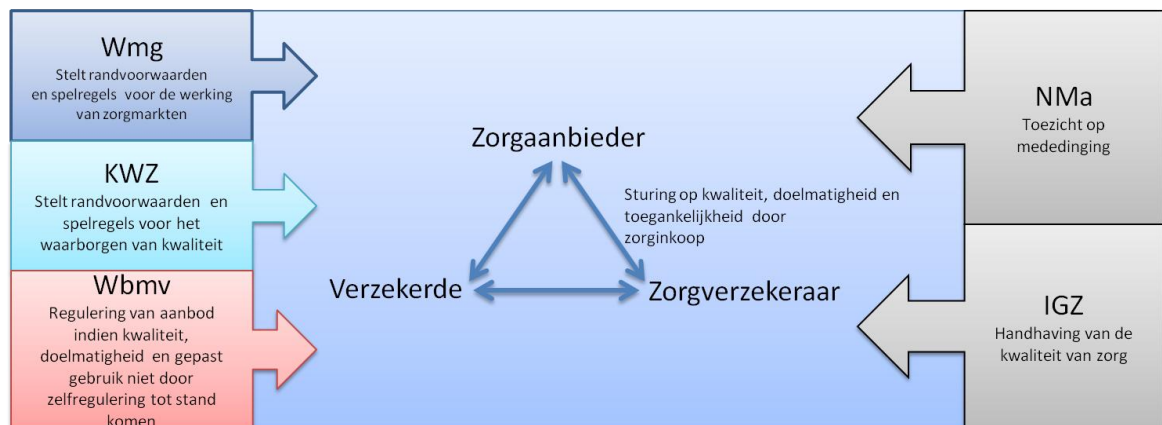 Wmg
Stelt randvoorwaarden
en spelregels voor de werking
van zorgmarkten
KWZ
Stelt randvoorwaarden en
spelregels voor het
waarborgen van kwaliteit
Wbmv
Regulering van aanbod
indien kwaliteit,
doelmatigheid en gepast
gebruik niet door
zelfregulering tot stand
komen
Zorgaanbieder
Sturing op kwaliteit, doelmatigheid en
toegankelijkheid door
zorginkoop
Verzekerde
Zorgverzekeraar
NMa
Toezicht op
mededinging
IGZ
Handhaving van de
kwaliteit van zorg